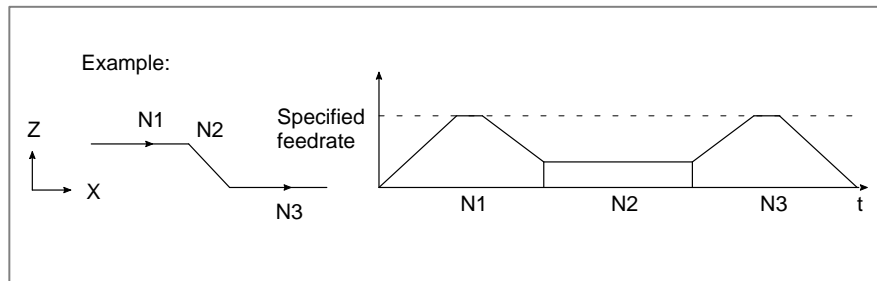 Example:
Z
N1
N2
X
N3
Specified
feedrate
N1
N2
N3
t